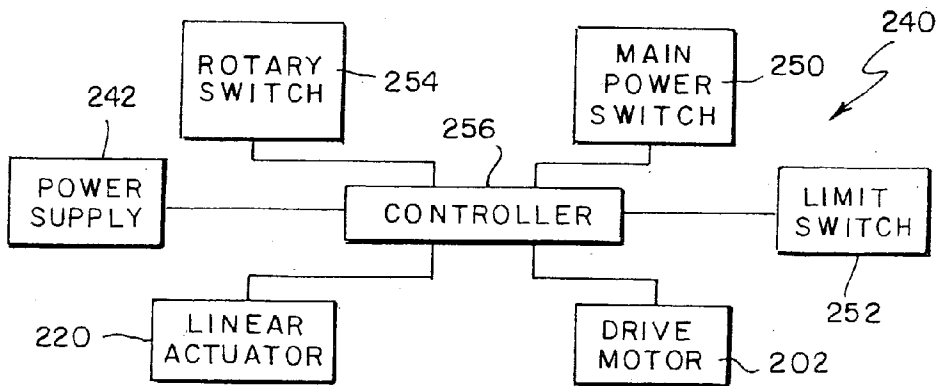 240
ROTARY
SWITCH
254
MAIN
POWER
SWITCH
250
242
256
POWER
SUPPLY
CONTROLLER
LIMIT
SWITCH
252
220
LINEAR
ACTUATOR
DRIVE
MOTOR
202